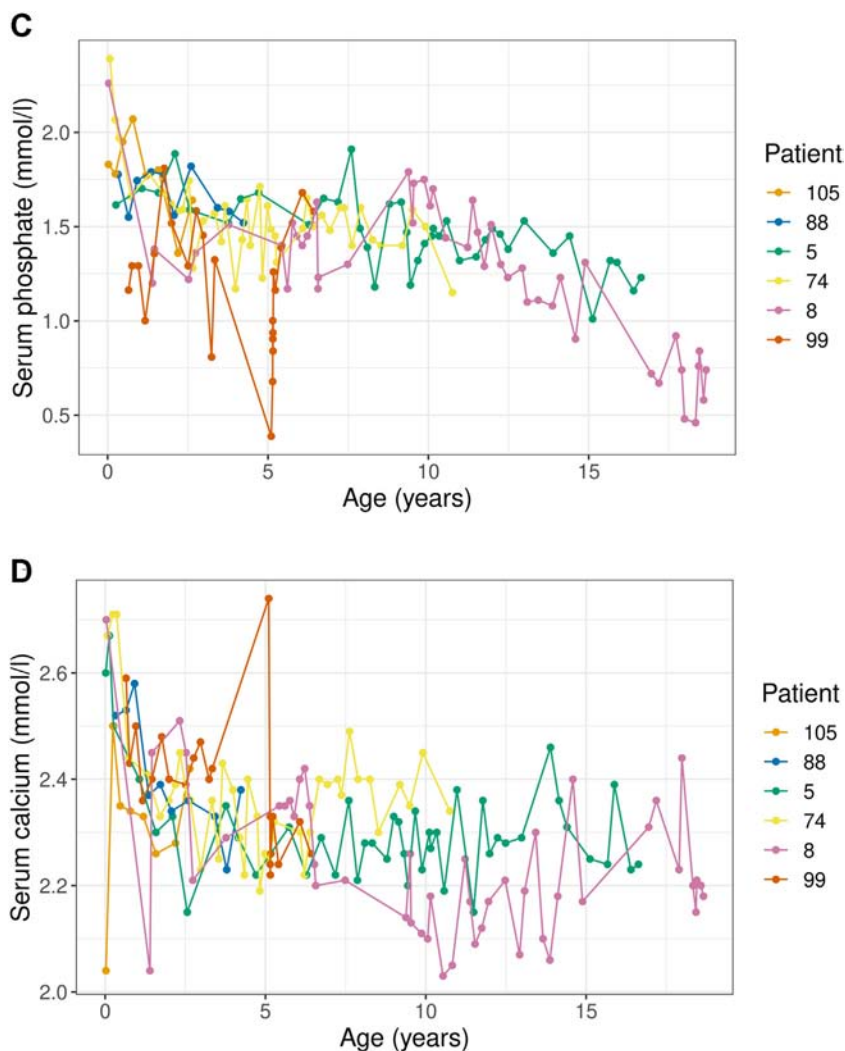 C
Serum phosphate (mmol/l)
2.0
1.5
1.0
0.5
0 5 10 15
Age (years)
Patient
105
88
5
74
8
99
D
Serum calcium (mmol/l)
2.6
2.4
2.2
2.0
0 5 10 15
Age (years)
Patient
105
88
5
74
8
99